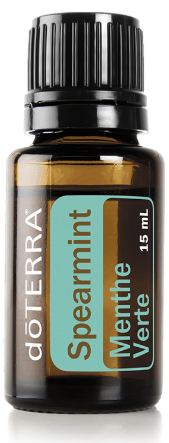 dōTERRA®
Spearmint
Menthe
Verte
15 mL